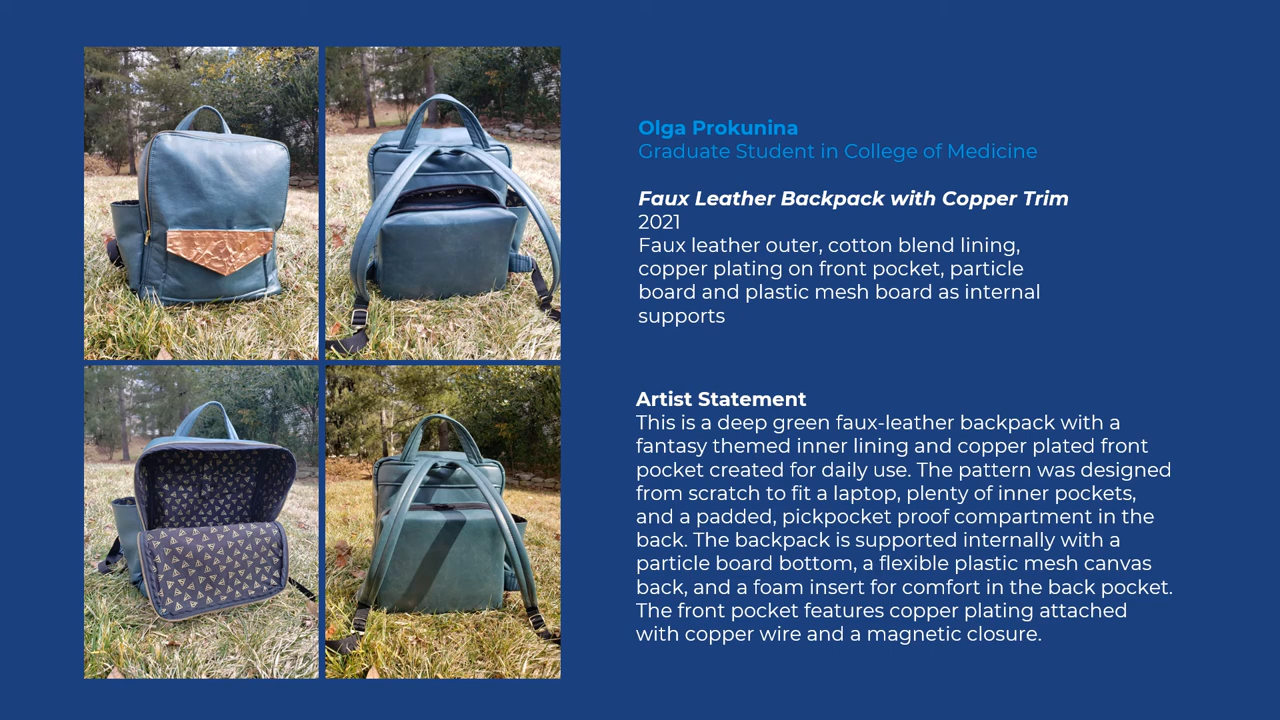 Olga Prokunina
Graduate Student in College of Medicine
Faux Leather Backpack with Copper Trim
2021
Faux leather outer, cotton blend lining,
copper plating on front pocket, particle
board and plastic mesh board as internal
supports
Artist Statement
This is a deep green faux-leather backpack with a
fantasy themed inner lining and copper plated front
pocket created for daily use. The pattern was designed
from scratch to fit a laptop, plenty of inner pockets,
and a padded, pickpocket proof compartment in the
back. The backpack is supported internally with a
particle board bottom, a flexible plastic mesh canvas
back, and a foam insert for comfort in the back pocket.
The front pocket features copper plating attached
with copper wire and a magnetic closure.